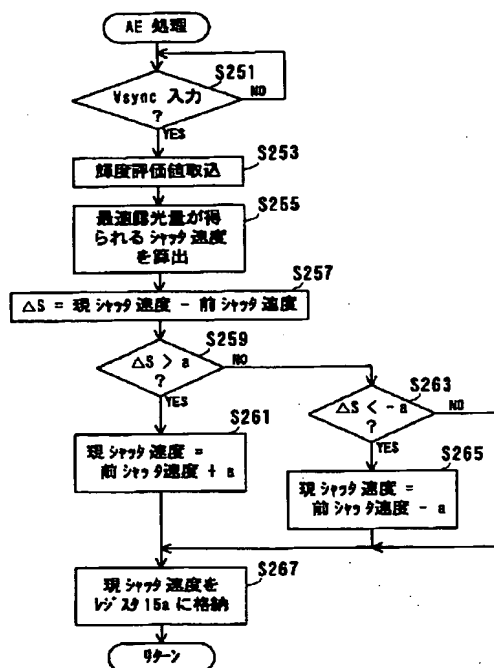 AE 処理
S251
Vsync 入力
?
NO
YES
S253
輝度評価値取込
S255
最速露光量が得
られる シャッタ 速度
を算出
S257
△S = 現 シャッタ 速度 - 前 シャッタ 速度
S259
△S > a
?
NO
YES
S263
△S < -a
?
NO
YES
S261
現 シャッタ 速度 =
前 シャッタ速度 + a
S265
現 シャッタ 速度 =
前 シャッタ速度 - a
S267
現 シャッタ 速度を
レジスタ 15a に格納
リターン